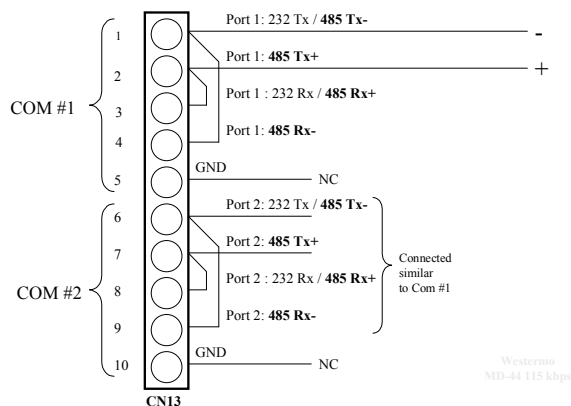 Port 1: 232 Tx / 485 Tx-
1
-
Port 1: 485 Tx+
2
+
Port 1 : 232 Rx / 485 Rx+
COM #1
3
Port 1: 485 Rx-
4
GND
5
NC
Port 2: 232 Tx / 485 Tx-
6
Port 2: 485 Tx+
7
Connected
similar
to Com #1
Port 2 : 232 Rx / 485 Rx+
COM #2
8
Port 2: 485 Rx-
9
GND
10
NC
Westermo
MD-44 115 kbps
CN13